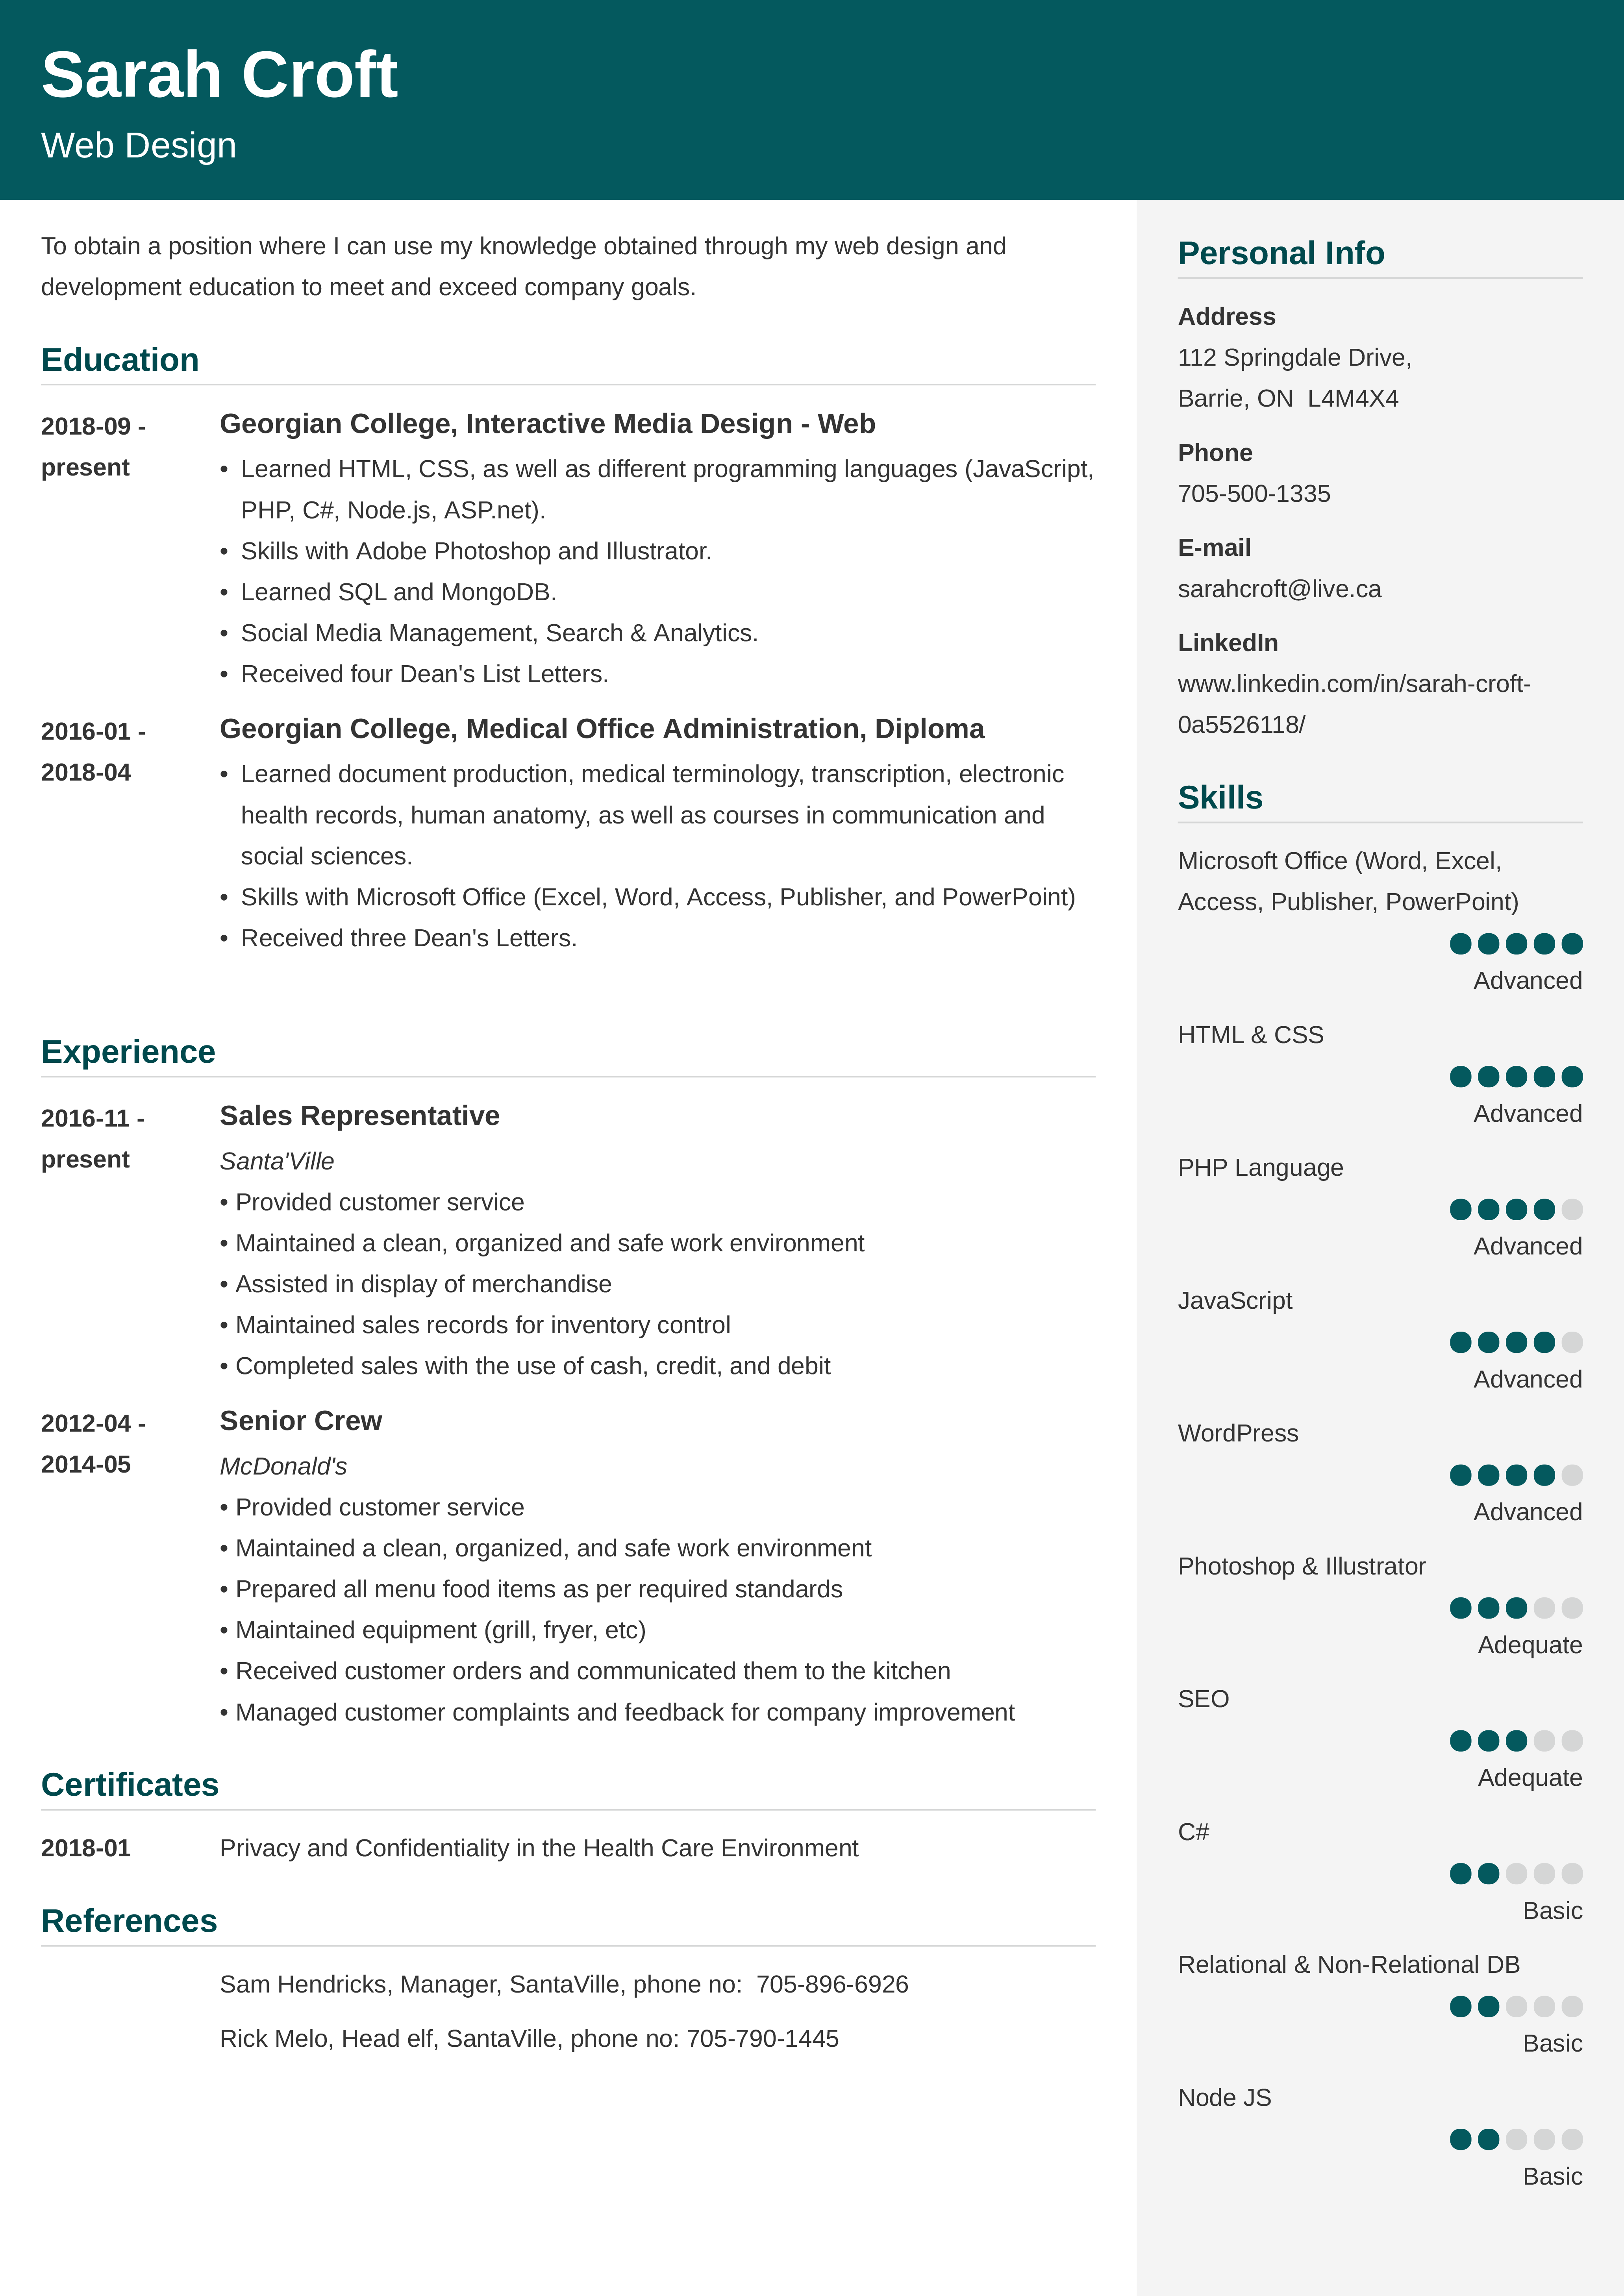 Sarah Croft
Web Design
To obtain a position where I can use my knowledge obtained through my web design and
development education to meet and exceed company goals.
Education
2018-09 -
present
Georgian College, Interactive Media Design - Web
• Learned HTML, CSS, as well as different programming languages (JavaScript,
PHP, C#, Node.js, ASP.net).
• Skills with Adobe Photoshop and Illustrator.
• Learned SQL and MongoDB.
• Social Media Management, Search & Analytics.
• Received four Dean's List Letters.
2016-01 -
2018-04
Georgian College, Medical Office Administration, Diploma
• Learned document production, medical terminology, transcription, electronic
health records, human anatomy, as well as courses in communication and
social sciences.
• Skills with Microsoft Office (Excel, Word, Access, Publisher, and PowerPoint)
• Received three Dean's Letters.
Experience
2016-11 -
present
Sales Representative
Santa'Ville
• Provided customer service
• Maintained a clean, organized and safe work environment
• Assisted in display of merchandise
• Maintained sales records for inventory control
• Completed sales with the use of cash, credit, and debit
2012-04 -
2014-05
Senior Crew
McDonald's
• Provided customer service
• Maintained a clean, organized, and safe work environment
• Prepared all menu food items as per required standards
• Maintained equipment (grill, fryer, etc)
• Received customer orders and communicated them to the kitchen
• Managed customer complaints and feedback for company improvement
Certificates
2018-01
Privacy and Confidentiality in the Health Care Environment
References
Sam Hendricks, Manager, SantaVille, phone no:  705-896-6926
Rick Melo, Head elf, SantaVille, phone no: 705-790-1445
Personal Info
Address
112 Springdale Drive,
Barrie, ON  L4M4X4
Phone
705-500-1335
E-mail
sarahcroft@live.ca
LinkedIn
www.linkedin.com/in/sarah-croft-
0a5526118/
Skills
Microsoft Office (Word, Excel,
Access, Publisher, PowerPoint)
Advanced
HTML & CSS
Advanced
PHP Language
Advanced
JavaScript
Advanced
WordPress
Advanced
Photoshop & Illustrator
Adequate
SEO
Adequate
C#
Basic
Relational & Non-Relational DB
Basic
Node JS
Basic